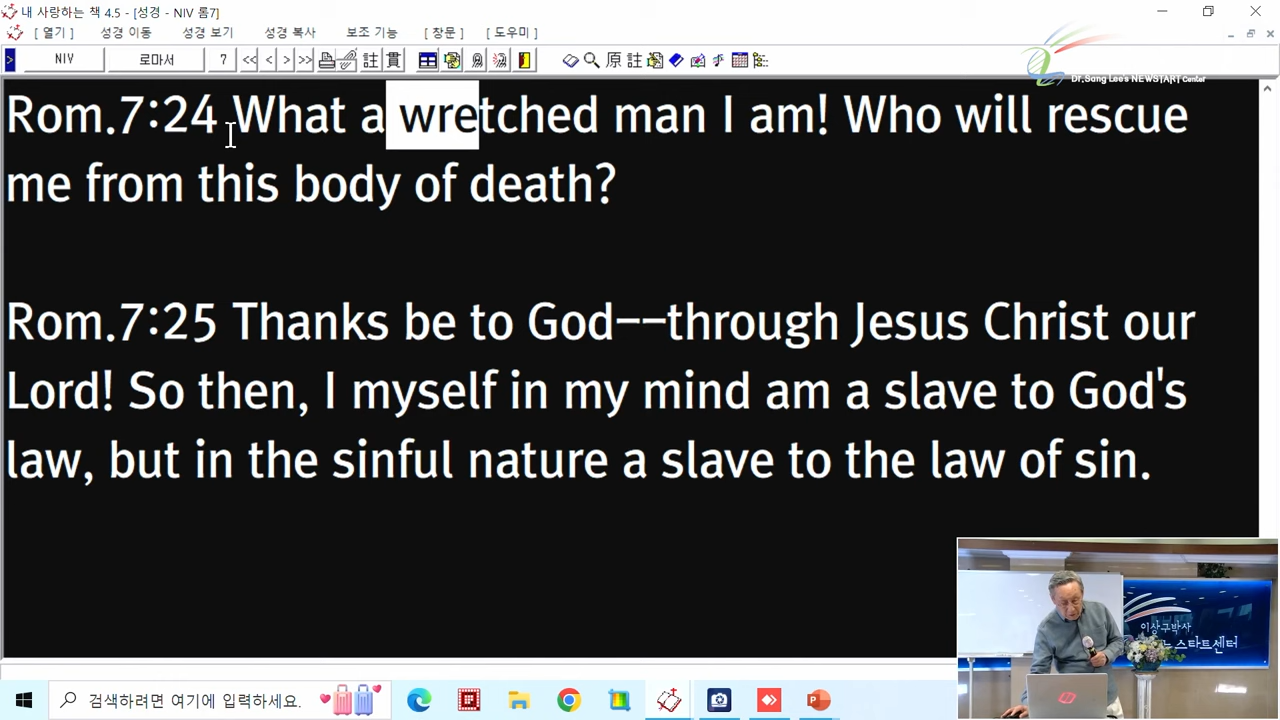 내 사랑하는 책 4.5 - [성경 - NIV 롬7]
[ 열기 ] 성경 이동 성경 보기 성경 복사 보조 기능 [ 창문 ] [ 도우미 ]
> NIV 로마서 7 << < > >> 註 貫 原 註
Dr.Sang Lee's NEWSTART Center
Rom.7:24 What a wretched man I am! Who will rescue
me from this body of death?
Rom.7:25 Thanks be to God--through Jesus Christ our
Lord! So then, I myself in my mind am a slave to God's
law, but in the sinful nature a slave to the law of sin.
이상구박사
스타트센터
검색하려면 여기에 입력하세요.